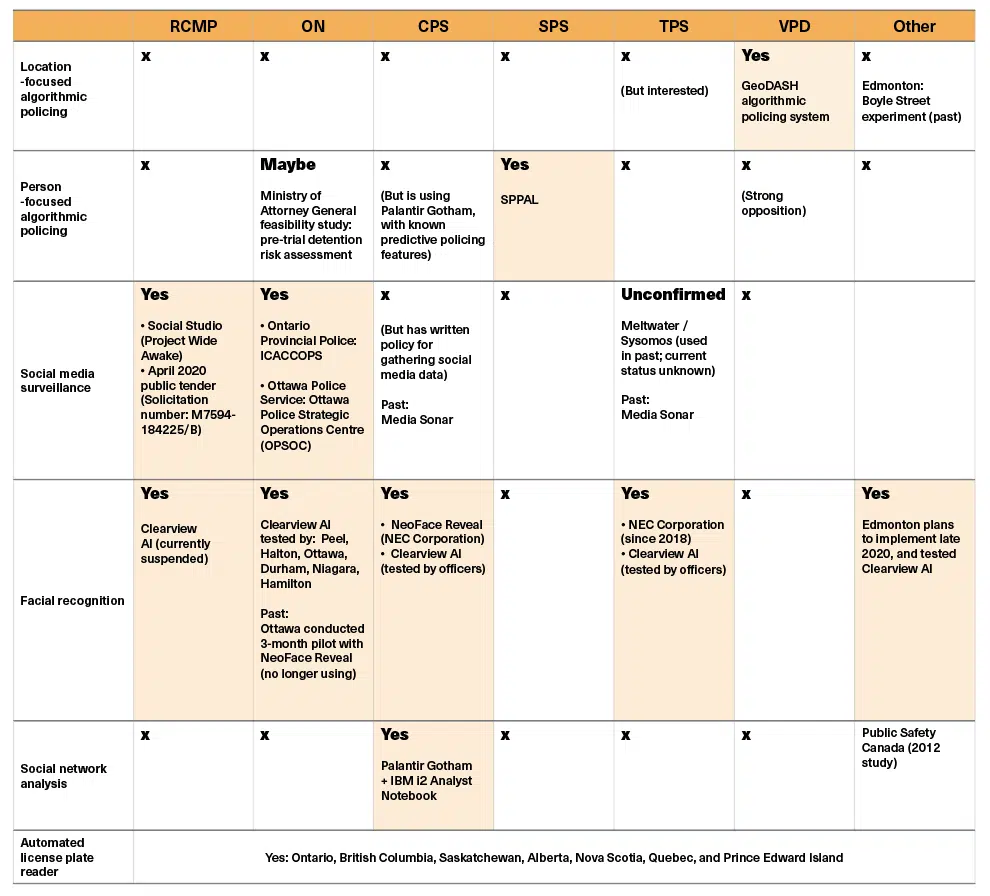 RCMP ON CPS SPS TPS VPD Other
Location
-focused
algorithmic
policing
x
x
x
x
x
(But interested)
Yes
GeoDASH
algorithmic
policing system
x
Edmonton:
Boyle Street
experiment (past)
Person
-focused
algorithmic
policing
x
Maybe
Ministry of
Attorney General
feasibility study:
pre-trial detention
risk assessment
x
(But is using
Palantir Gotham,
with known
predictive policing
features)
Yes
SPPAL
x
x
(Strong
opposition)
x
Social media
surveillance
Yes
• Social Studio
(Project Wide
Awake)
• April 2020
public tender
(Solicitation
number: M7594-
184225/B)
Yes
• Ontario
Provincial Police:
ICACCOPS
• Ottawa Police
Service: Ottawa
Police Strategic
Operations Centre
(OPSOC)
x
(But has written
policy for
gathering social
media data)
Past:
Media Sonar
x
Unconfirmed
Meltwater /
Sysomos (used
in past; current
status unknown)
Past:
Media Sonar
x
Facial recognition
Yes
Clearview
AI (currently
suspended)
Yes
Clearview AI
tested by: Peel,
Halton, Ottawa,
Durham, Niagara,
Hamilton
Past:
Ottawa conducted
3-month pilot with
NeoFace Reveal
(no longer using)
Yes
• NeoFace Reveal
(NEC Corporation)
• Clearview AI
(tested by officers)
x
Yes
• NEC Corporation
(since 2018)
• Clearview AI
(tested by officers)
x
Yes
Edmonton plans
to implement late
2020, and tested
Clearview AI
Social network
analysis
x
x
Yes
Palantir Gotham
+ IBM i2 Analyst
Notebook
x
x
x
Public Safety
Canada (2012
study)
Automated
license plate
reader
Yes: Ontario, British Columbia, Saskatchewan, Alberta, Nova Scotia, Quebec, and Prince Edward Island